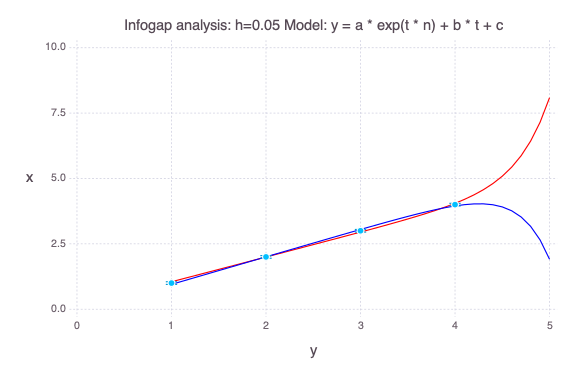 Infogap analysis: h=0.05 Model: y = a * exp(t * n) + b * t + c
10.0
7.5
5.0
2.5
0.0
x
0 1 2 3 4 5
y